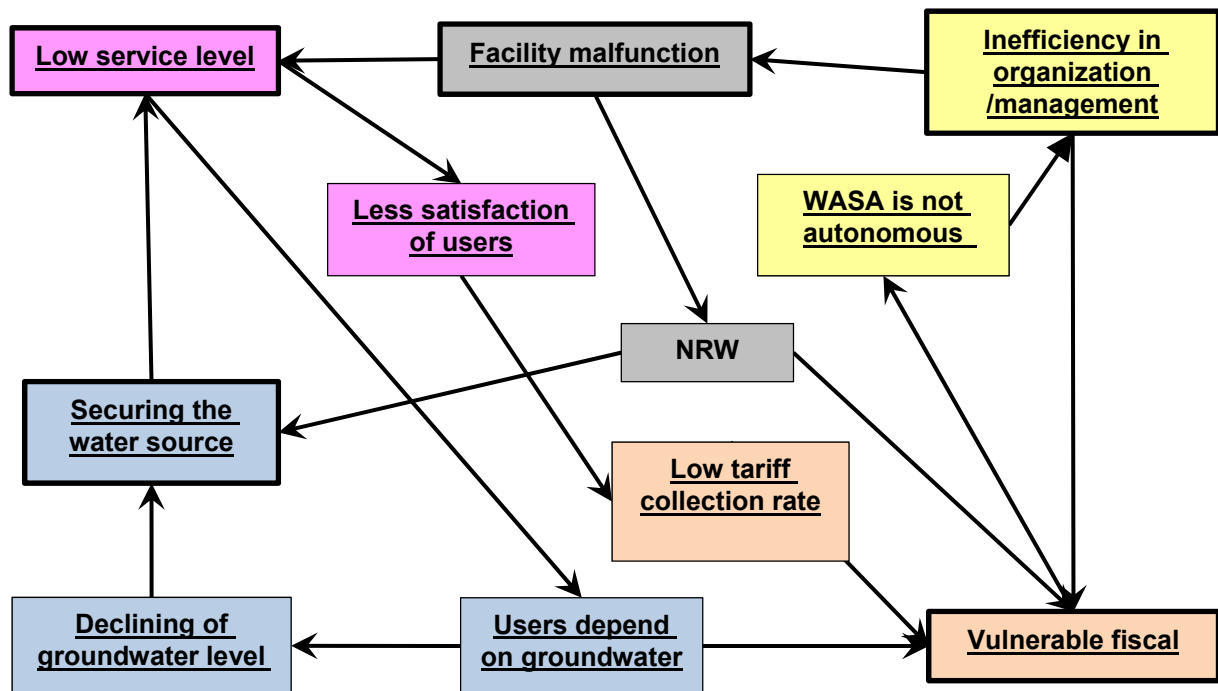 Low service level
Facility malfunction
Inefficiency in
organization
/management
Less satisfaction
of users
WASA is not
autonomous
NRW
Securing the
water source
Low tariff
collection rate
Declining of
groundwater level
Users depend
on groundwater
Vulnerable fiscal